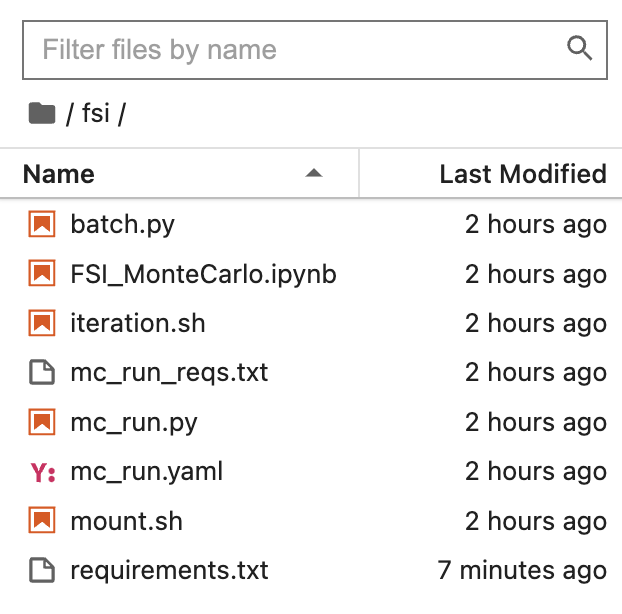 Filter files by name
/ fsi /
Name Last Modified
batch.py 2 hours ago
FSI_MonteCarlo.ipynb 2 hours ago
iteration.sh 2 hours ago
mc_run_reqs.txt 2 hours ago
mc_run.py 2 hours ago
Y: mc_run.yaml 2 hours ago
mount.sh 2 hours ago
requirements.txt 7 minutes ago